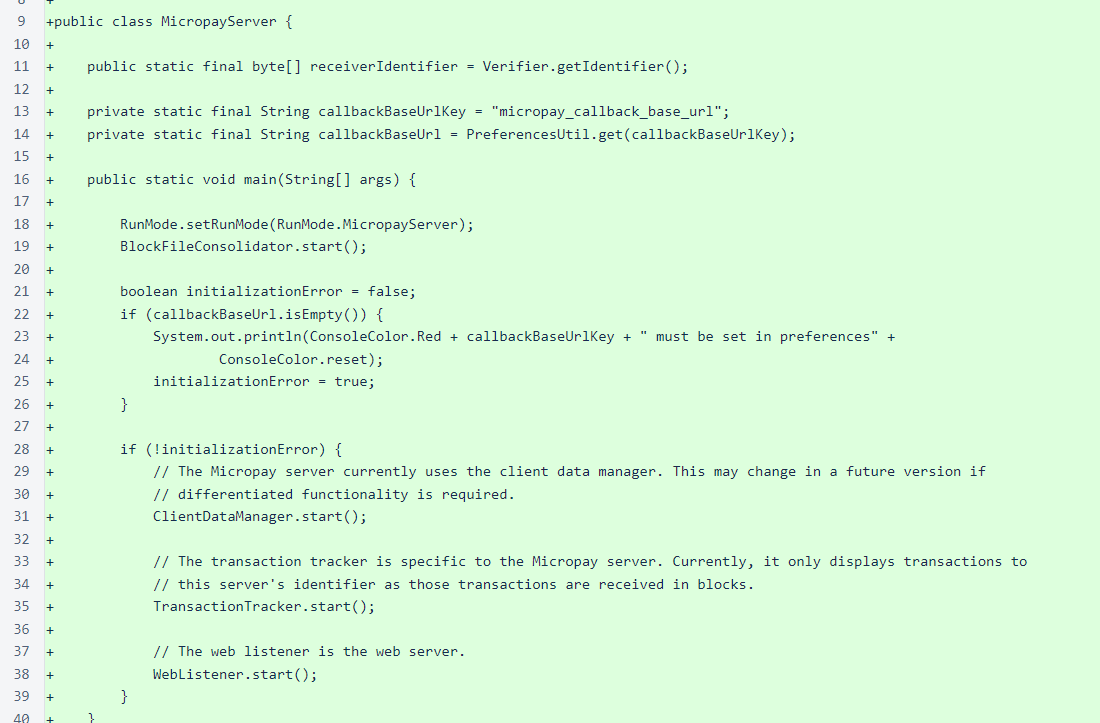 9 +public class MicropayServer {
10 +
11 +    public static final byte[] receiverIdentifier = Verifier.getIdentifier();
12 +
13 +    private static final String callbackBaseUrlKey = "micropay_callback_base_url";
14 +    private static final String callbackBaseUrl = PreferencesUtil.get(callbackBaseUrlKey);
15 +
16 +    public static void main(String[] args) {
17 +
18 +        RunMode.setRunMode(RunMode.MicropayServer);
19 +        BlockFileConsolidator.start();
20 +
21 +        boolean initializationError = false;
22 +        if (callbackBaseUrl.isEmpty()) {
23 +            System.out.println(ConsoleColor.Red + callbackBaseUrlKey + " must be set in preferences" +
24 +                    ConsoleColor.reset);
25 +            initializationError = true;
26 +        }
27 +
28 +        if (!initializationError) {
29 +            // The Micropay server currently uses the client data manager. This may change in a future version if
30 +            // differentiated functionality is required.
31 +            ClientDataManager.start();
32 +
33 +            // The transaction tracker is specific to the Micropay server. Currently, it only displays transactions to
34 +            // this server's identifier as those transactions are received in blocks.
35 +            TransactionTracker.start();
36 +
37 +            // The web listener is the web server.
38 +            WebListener.start();
39 +        }
40 +    }